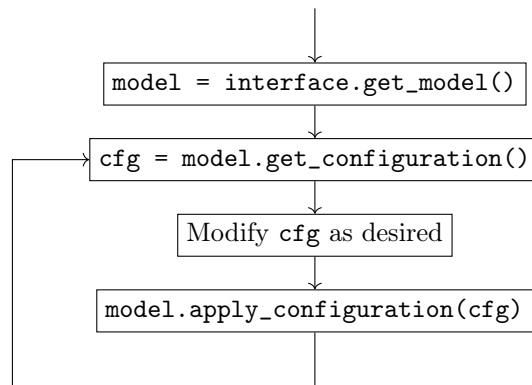 model = interface.get_model()
cfg = model.get_configuration()
Modify cfg as desired
model.apply_configuration(cfg)